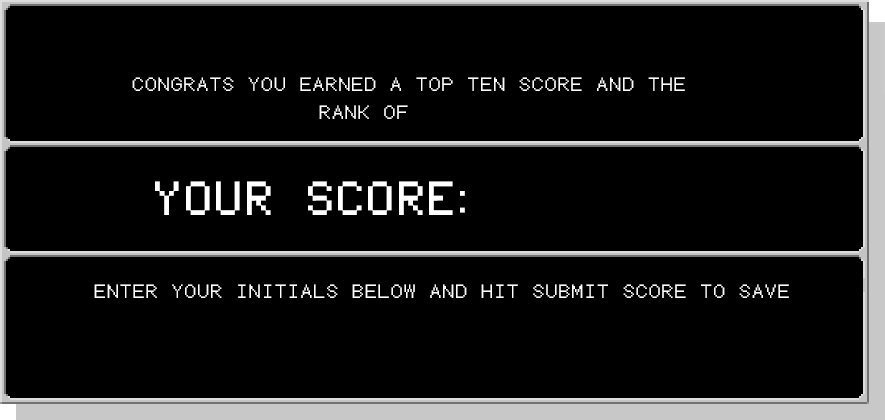 CONGRATS YOU EARNED A TOP TEN SCORE AND THE
RANK OF
YOUR SCORE:
ENTER YOUR INITIALS BELOW AND HIT SUBMIT SCORE TO SAVE